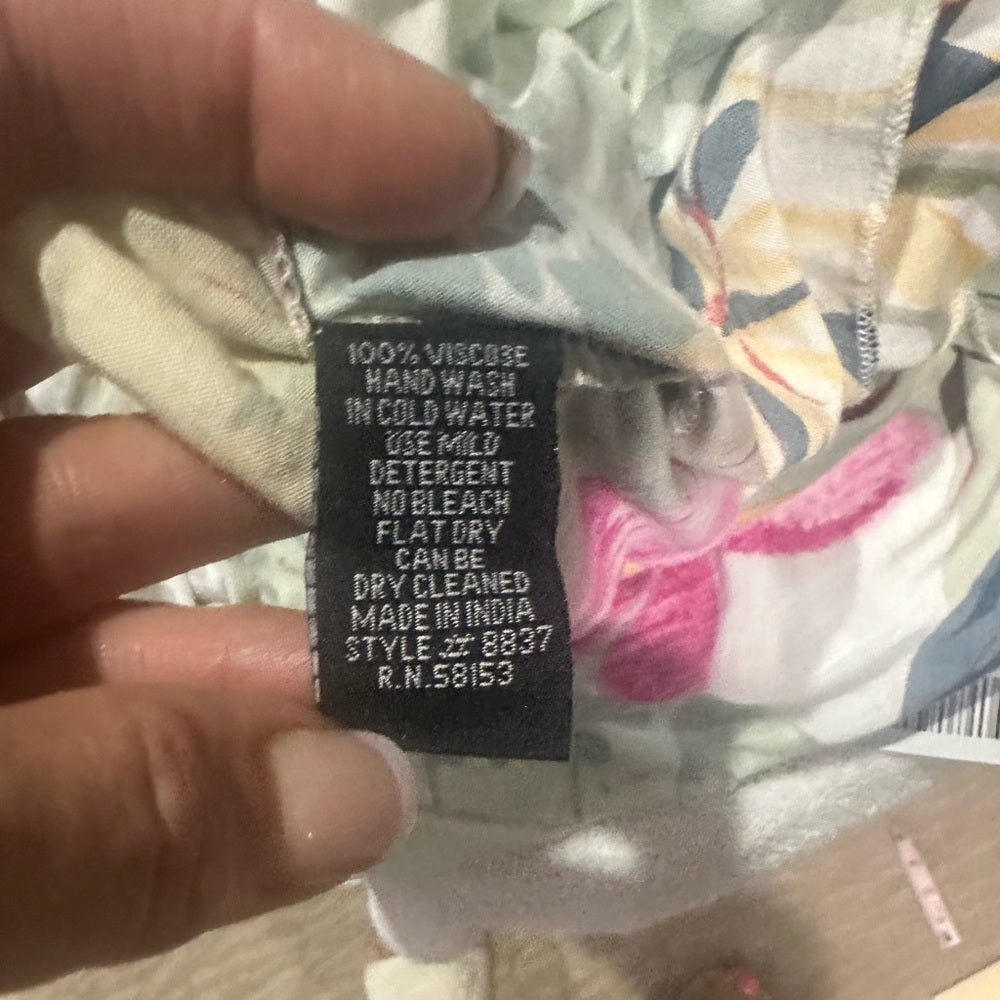 100% VISCOSE
HAND WASH
IN COLD WATER
USE MILD
DETERGENT
NO BLEACH
FLAT DRY
CAN BE
DRY CLEANED
MADE IN INDIA
STYLE # 8837
R.N.58153